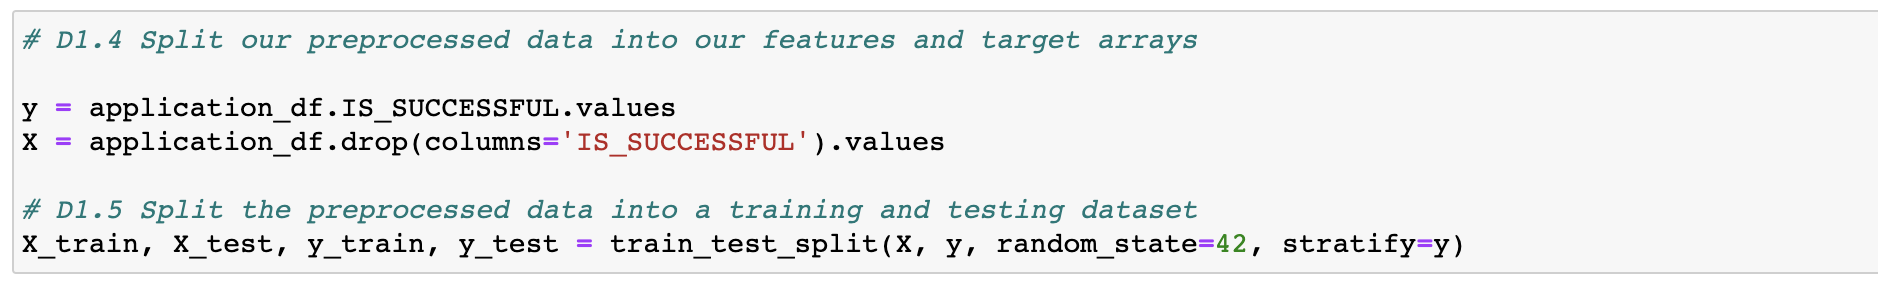 # D1.4 Split our preprocessed data into our features and target arrays
y = application_df.IS_SUCCESSFUL.values
X = application_df.drop(columns='IS_SUCCESSFUL').values
# D1.5 Split the preprocessed data into a training and testing dataset
X_train, X_test, y_train, y_test = train_test_split(X, y, random_state=42, stratify=y)